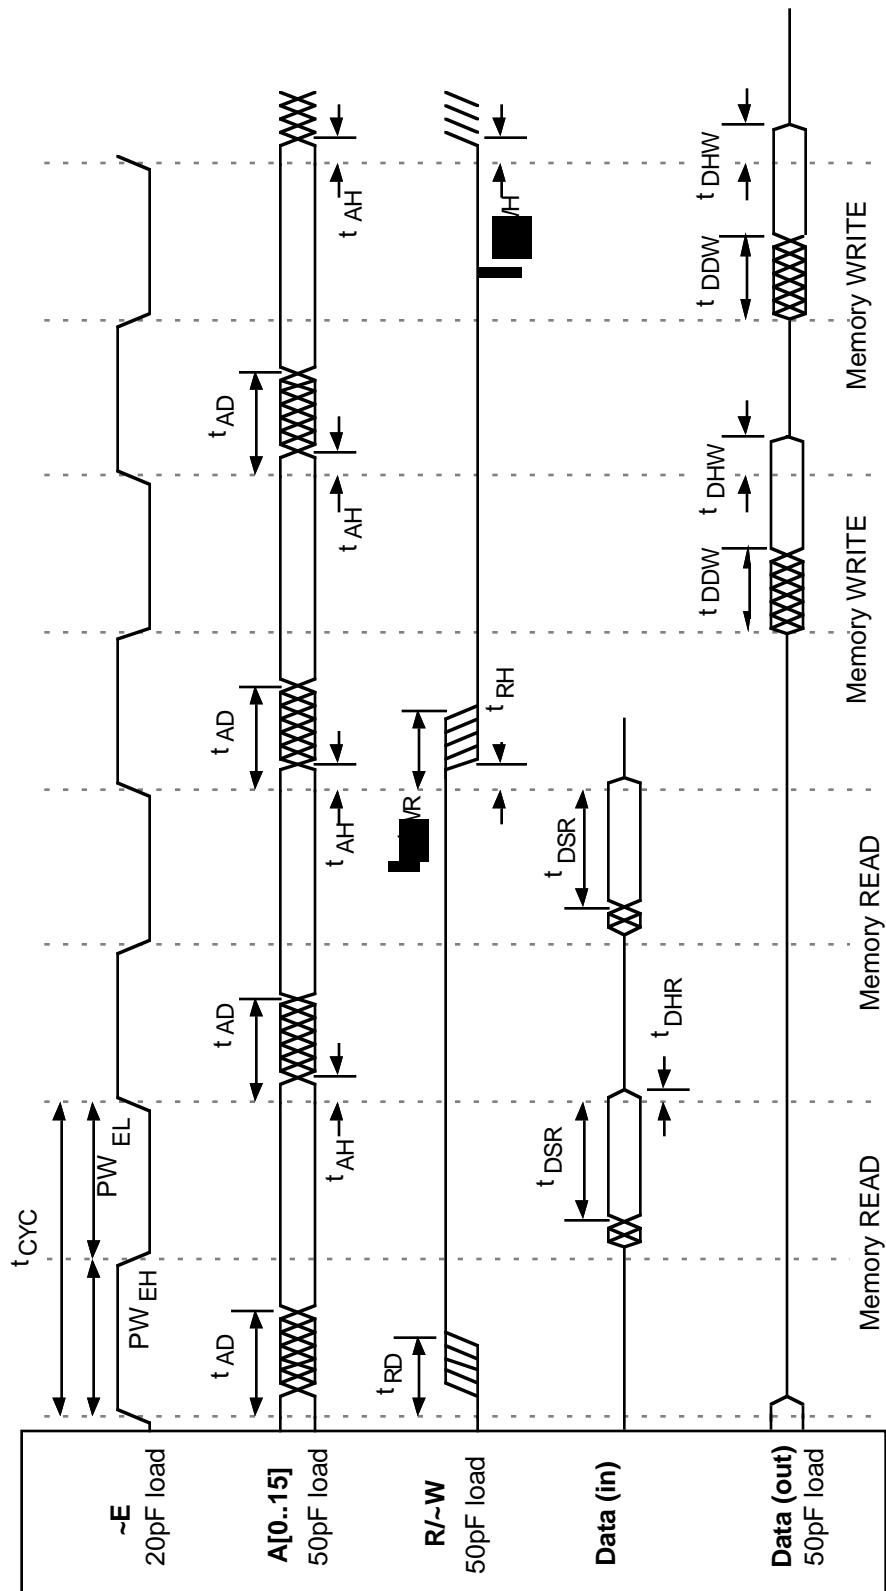 t CYC
PW EH PW EL
~E
20pF load
t AD t AD t AD t AD
A[0..15]
50pF load
t AH t AH t AH t AH
t RD
R/~W
50pF load
t RH
t DSR t DSR
Data (in)
t DHR
t DDW t DHW t DDW t DHW
Data (out)
50pF load
Memory READ Memory READ Memory WRITE Memory WRITE